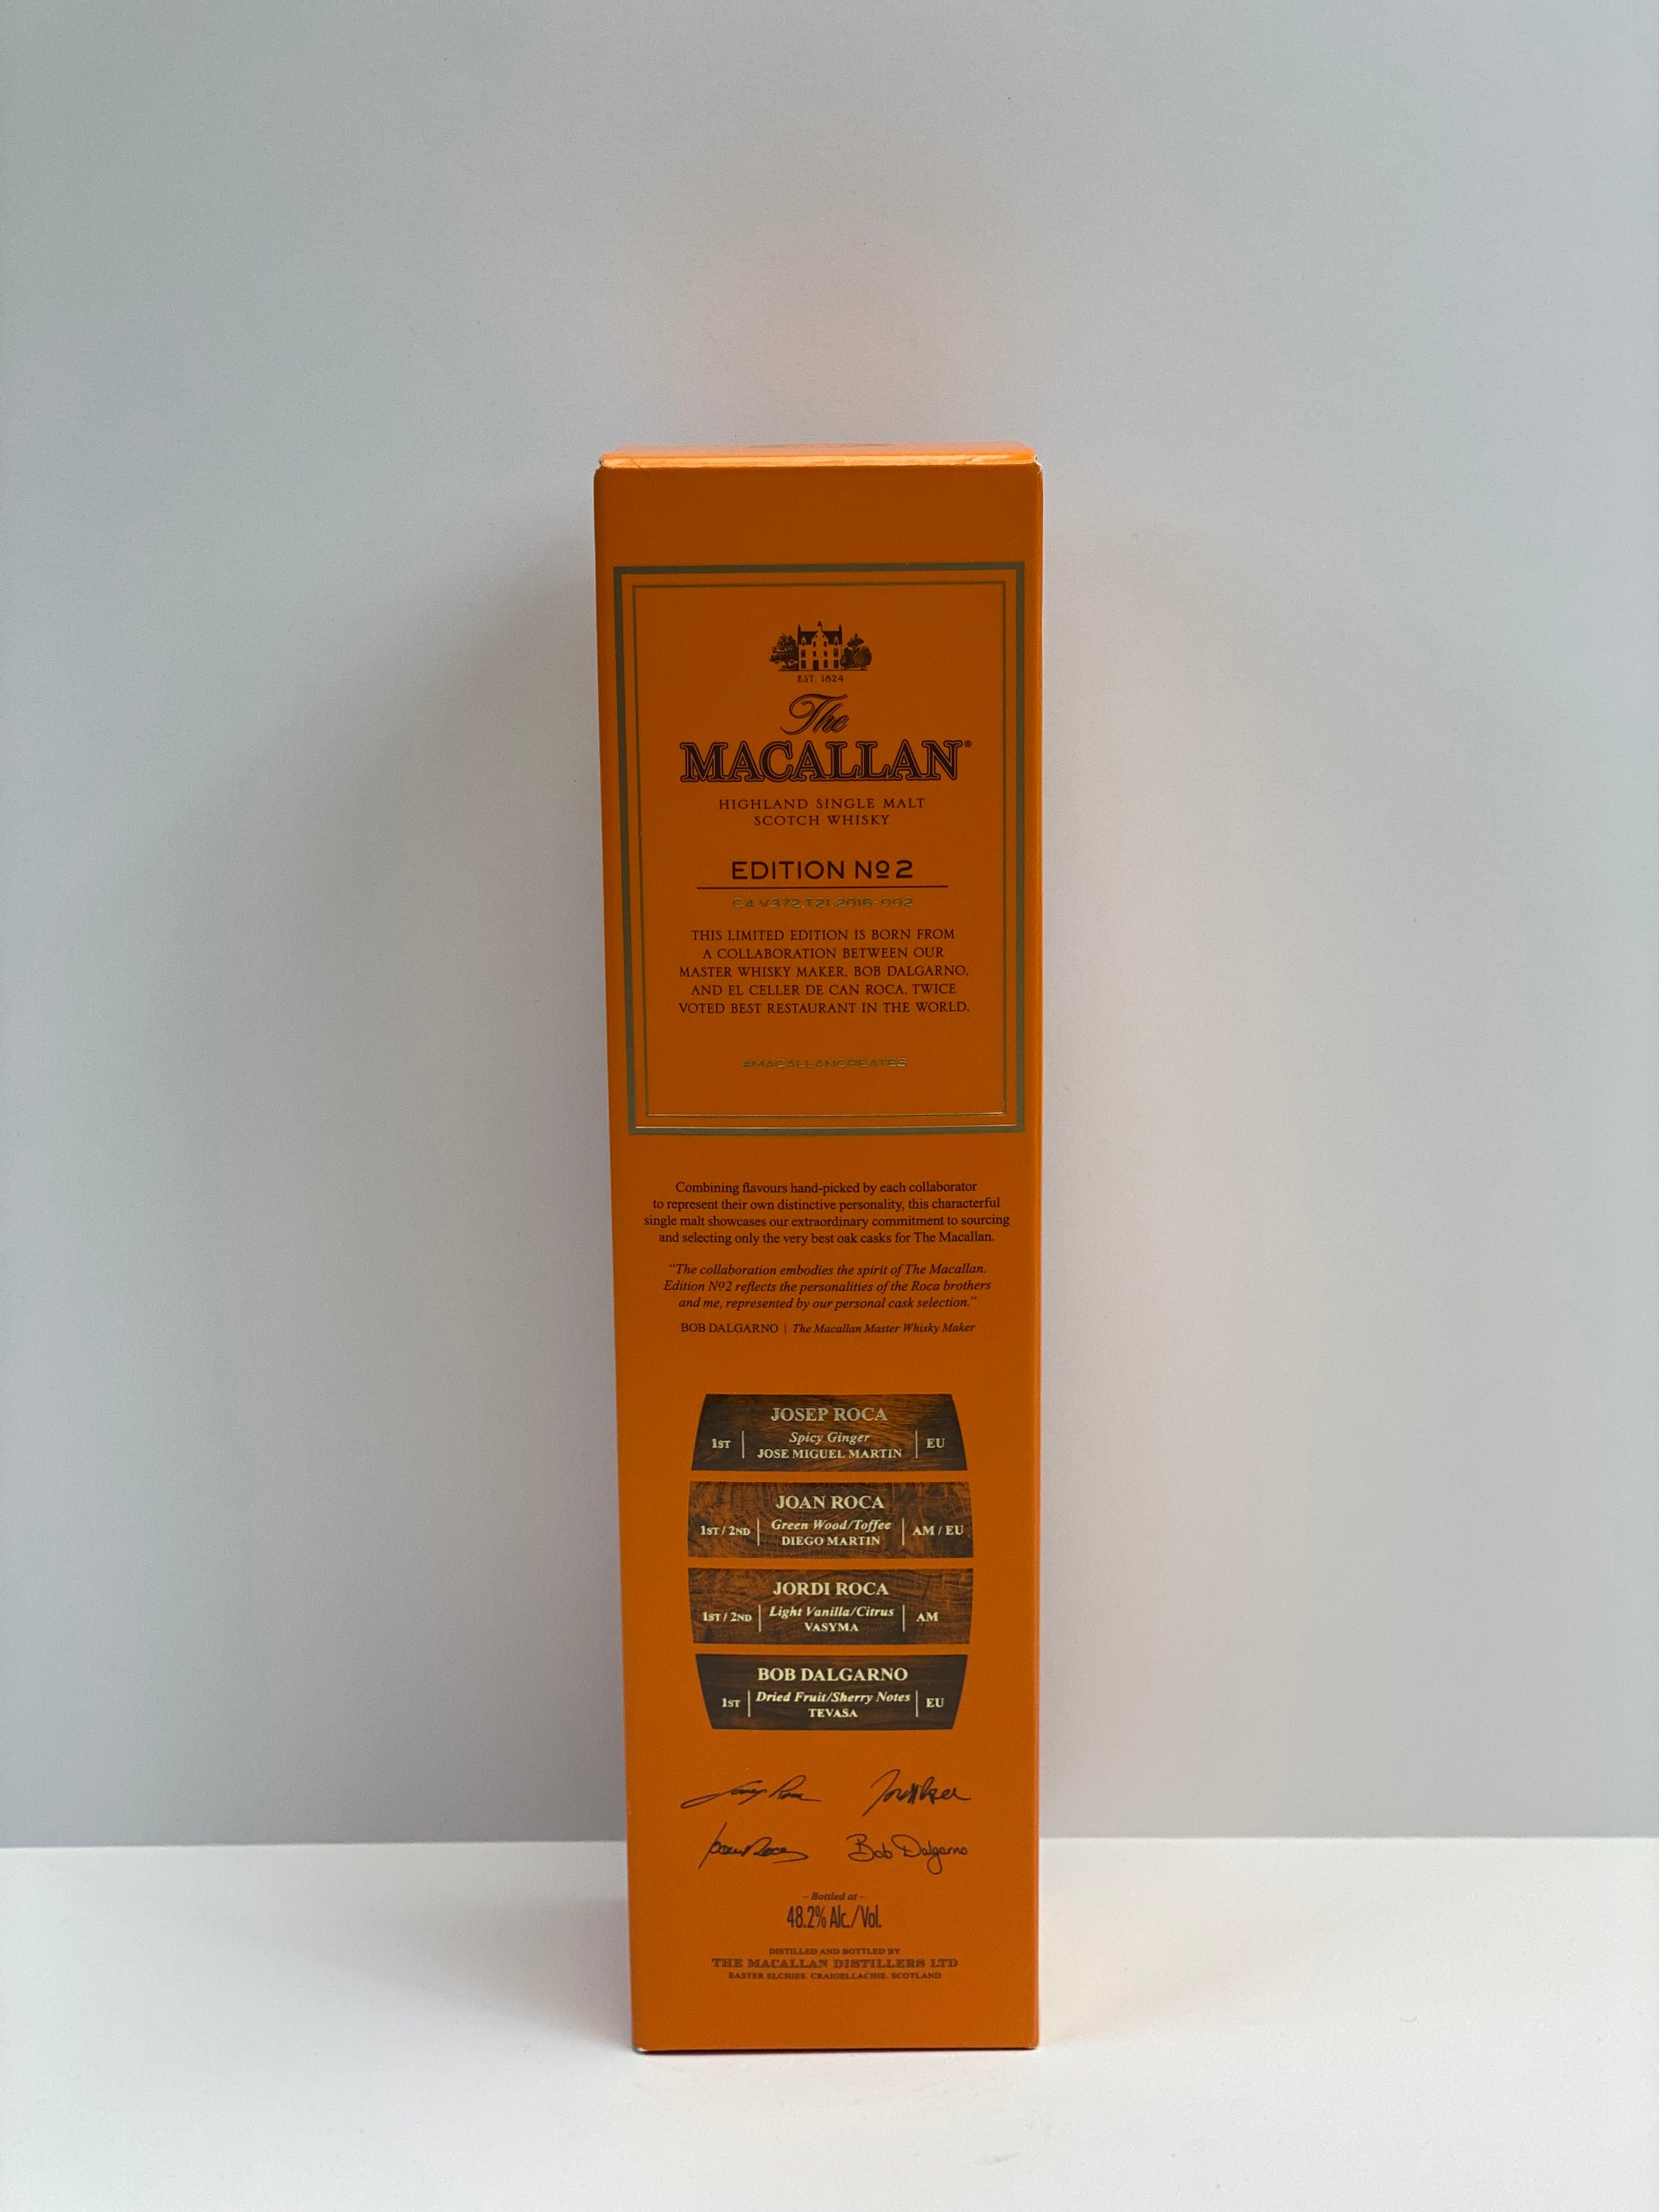 EST. 1824
The
MACALLAN®
HIGHLAND SINGLE MALT
SCOTCH WHISKY
EDITION Nº 2
C4.V372.T21.2016-002
THIS LIMITED EDITION IS BORN FROM
A COLLABORATION BETWEEN OUR
MASTER WHISKY MAKER, BOB DALGARNO,
AND EL CELLER DE CAN ROCA, TWICE
VOTED BEST RESTAURANT IN THE WORLD.
#MACALLANCREATES
Combining flavours hand-picked by each collaborator
to represent their own distinctive personality, this characterful
single malt showcases our extraordinary commitment to sourcing
and selecting only the very best oak casks for The Macallan.
"The collaboration embodies the spirit of The Macallan.
Edition Nº2 reflects the personalities of the Roca brothers
and me, represented by our personal cask selection."
BOB DALGARNO | The Macallan Master Whisky Maker
JOSEP ROCA
1ST | Spicy Ginger | EU
JOSE MIGUEL MARTIN
JOAN ROCA
1ST / 2ND | Green Wood/Toffee | AM / EU
DIEGO MARTIN
JORDI ROCA
1ST / 2ND | Light Vanilla/Citrus | AM
VASYMA
BOB DALGARNO
1ST | Dried Fruit/Sherry Notes | EU
TEVASA
Bob Dalgarno
– Bottled at –
48.2% Alc./Vol.
DISTILLED AND BOTTLED BY
THE MACALLAN DISTILLERS LTD
EASTER ELCHIES, CRAIGELLACHIE, SCOTLAND